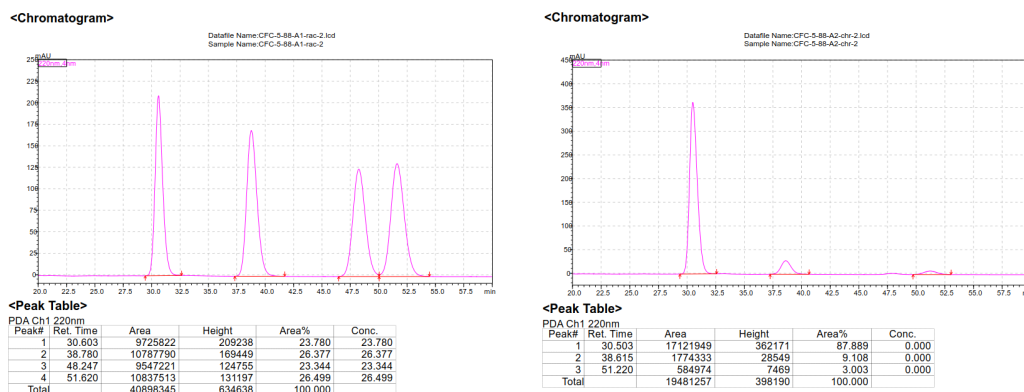 <Chromatogram>
Datafile Name:CFC-5-88-A1-rac-2.lcd
Sample Name:CFC-5-88-A1-rac-2
mAU
220nm,4nm
250
225
200
175
150
125
100
75
50
25
0
20.0 22.5 25.0 27.5 30.0 32.5 35.0 37.5 40.0 42.5 45.0 47.5 50.0 52.5 55.0 min
<Peak Table>
PDA Ch1 220nm
Peak# Ret. Time Area Height Area% Conc.
1 30.603 9725822 209238 23.780 23.780
2 38.780 10787790 169449 26.377 26.377
3 48.247 9547221 124755 23.344 23.344
4 51.620 10837513 131197 26.499 26.499
Total 40898345 634638 100.000
<Chromatogram>
Datafile Name:CFC-5-88-A2-chr-2.lcd
Sample Name:CFC-5-88-A2-chr-2
mAU
220nm,4nm
450
400
350
300
250
200
150
100
50
0
20.0 22.5 25.0 27.5 30.0 32.5 35.0 37.5 40.0 42.5 45.0 47.5 50.0 52.5 55.0 57.5 60
<Peak Table>
PDA Ch1 220nm
Peak# Ret. Time Area Height Area% Conc.
1 30.503 17121949 362171 87.889 0.000
2 38.615 1774333 28549 9.108 0.000
3 51.220 584974 7469 3.003 0.000
Total 19481257 398190 100.000